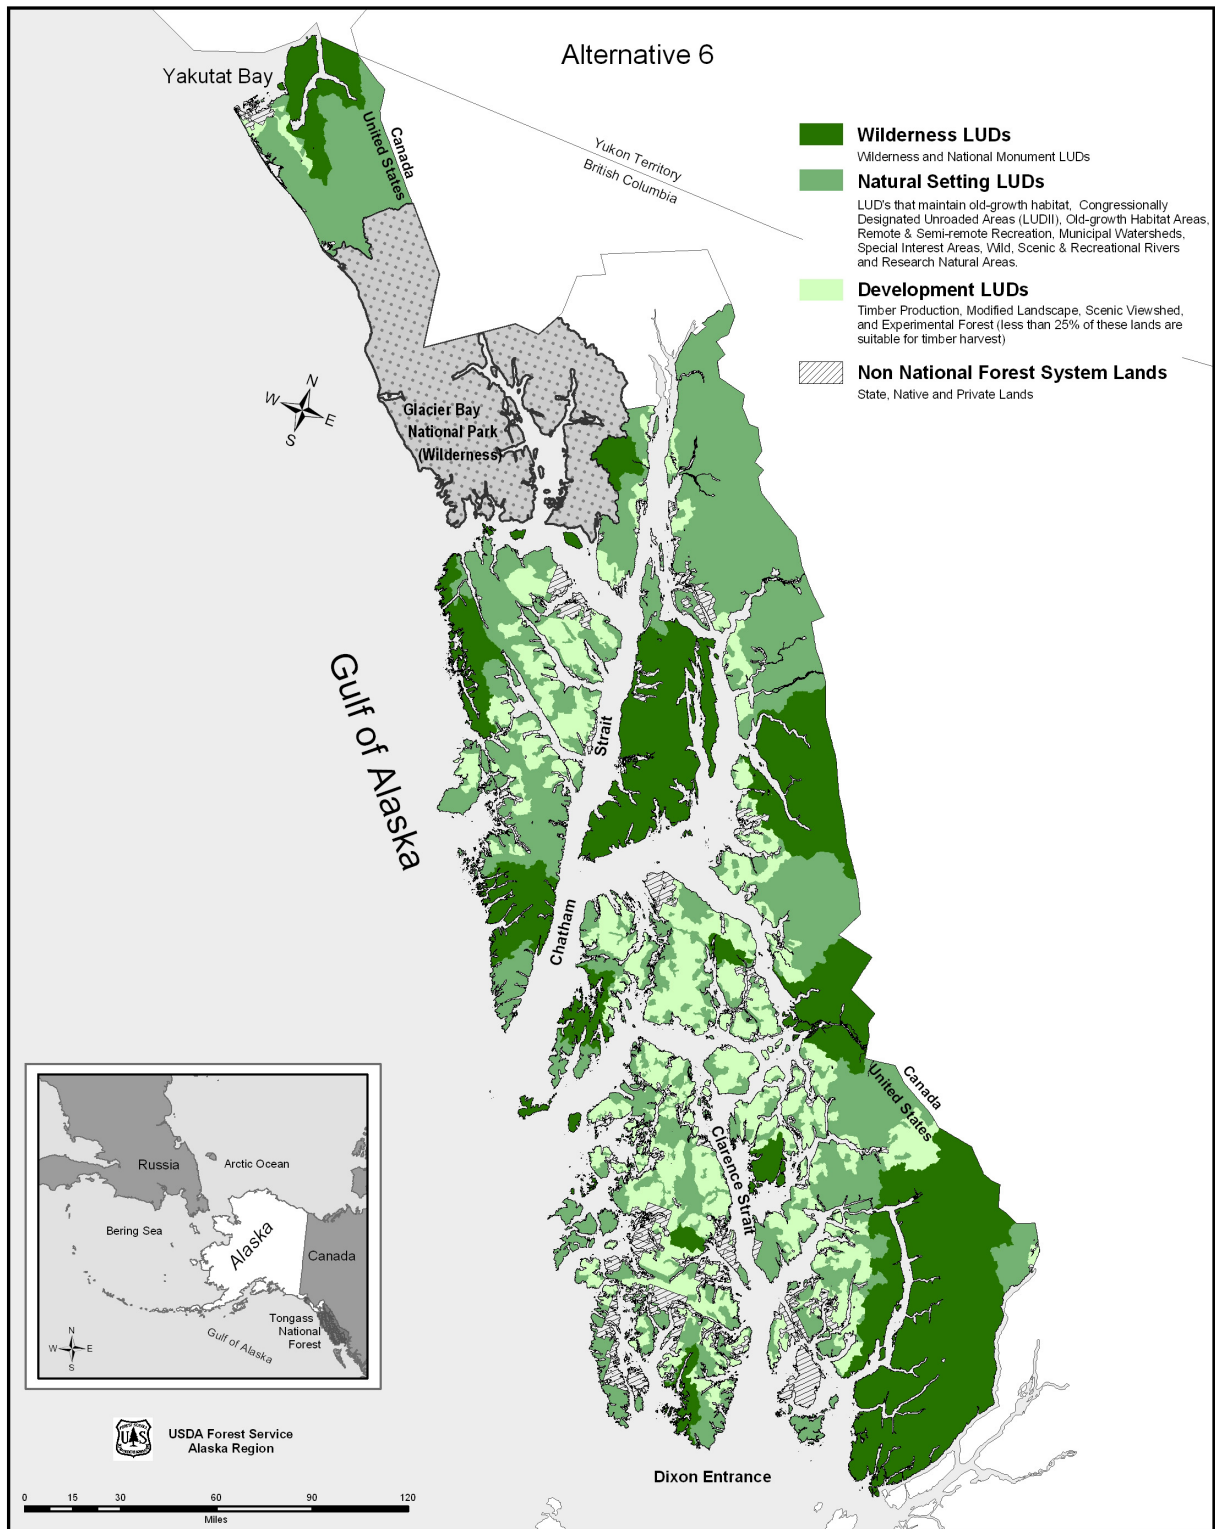 Alternative 6
Yakutat Bay
Canada
United States
Yukon Territory
British Columbia
Wilderness LUDs
Wilderness and National Monument LUDs
Natural Setting LUDs
LUD's that maintain old-growth habitat, Congressionally
Designated Unroaded Areas (LUDII), Old-growth Habitat Areas,
Remote & Semi-remote Recreation, Municipal Watersheds,
Special Interest Areas, Wild, Scenic & Recreational Rivers
and Research Natural Areas.
Development LUDs
Timber Production, Modified Landscape, Scenic Viewshed,
and Experimental Forest (less than 25% of these lands are
suitable for timber harvest)
Non National Forest System Lands
State, Native and Private Lands
N
W
E
S
Glacier Bay
National Park
(Wilderness)
Gulf of Alaska
Strait
Chatham
Canada
United States
Clarence Strait
Dixon Entrance
Russia
Arctic Ocean
Bering Sea
Alaska
Canada
Tongass
National
Forest
Gulf of Alaska
N
W
E
S
U S
USDA Forest Service
Alaska Region
0 15 30 60 90 120
Miles